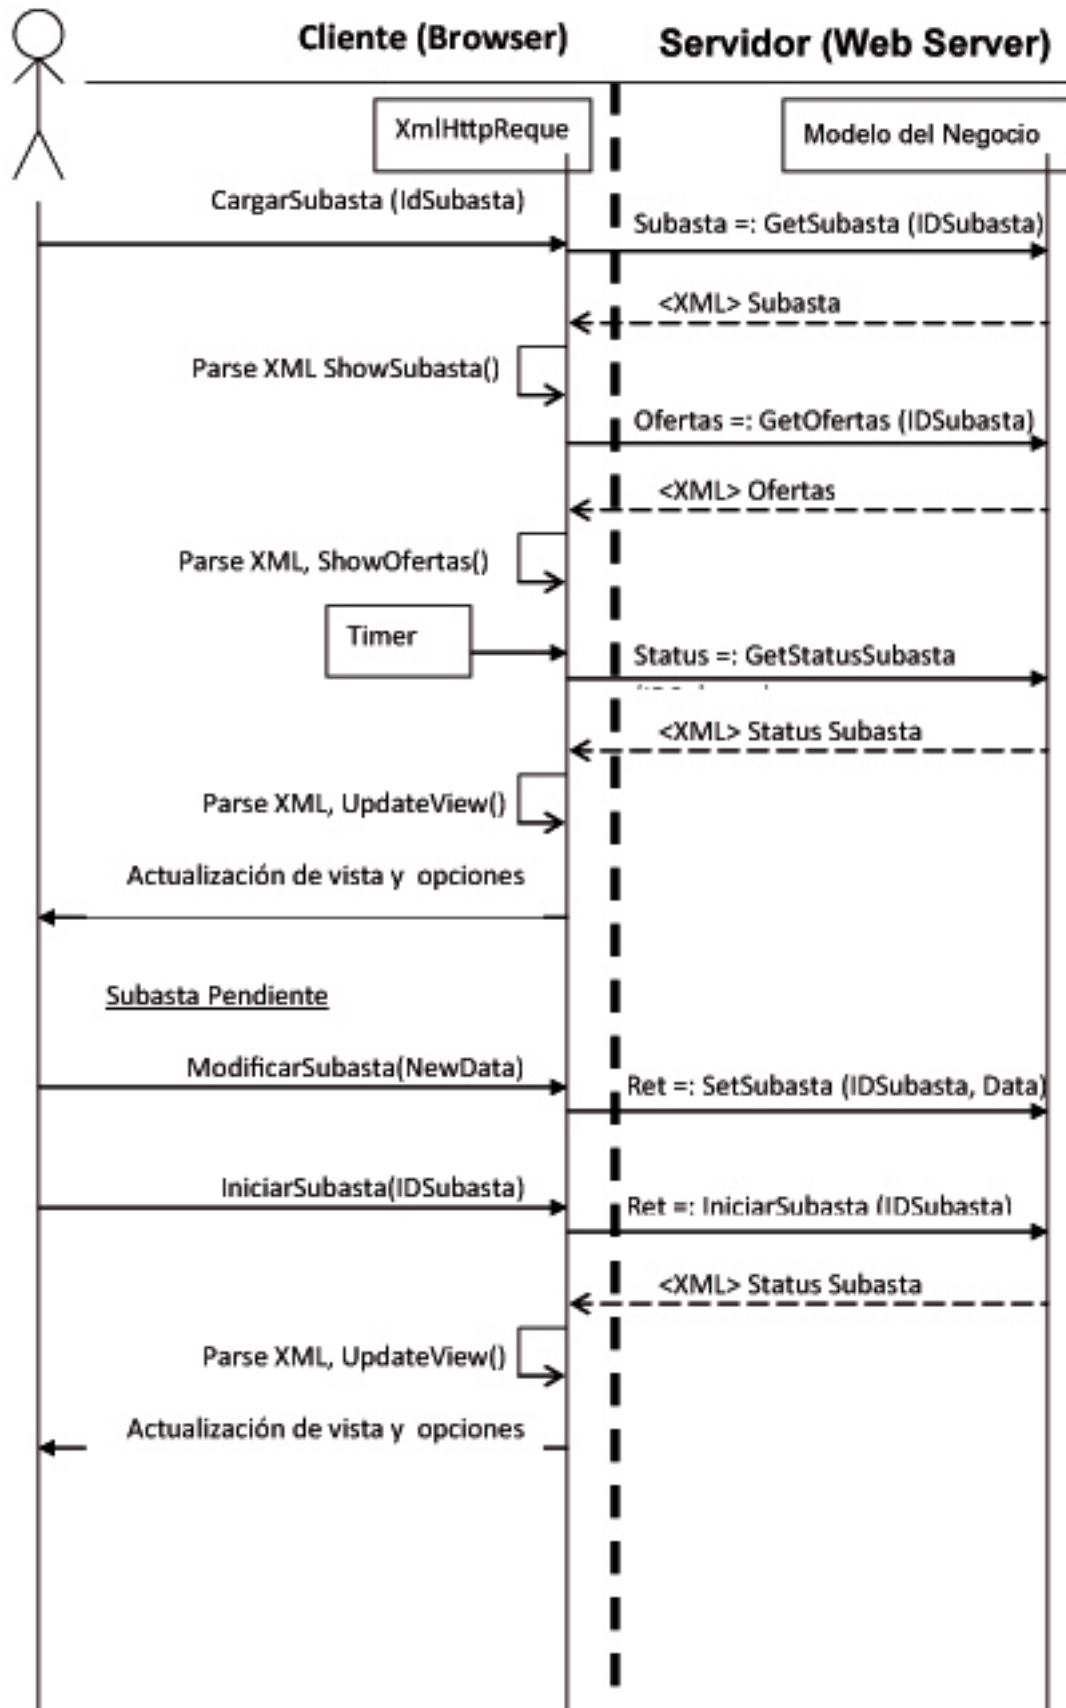 Cliente (Browser)
Servidor (Web Server)
XmlHttpReque
Modelo del Negocio
CargarSubasta (IdSubasta)
Subasta =: GetSubasta (IDSubasta)
<XML> Subasta
Parse XML ShowSubasta()
Ofertas =: GetOfertas (IDSubasta)
<XML> Ofertas
Parse XML, ShowOfertas()
Timer
Status =: GetStatusSubasta
<XML> Status Subasta
Parse XML, UpdateView()
Actualización de vista y opciones
Subasta Pendiente
ModificarSubasta(NewData)
Ret =: SetSubasta (IDSubasta, Data)
IniciarSubasta(IDSubasta)
Ret =: IniciarSubasta (IDSubasta)
<XML> Status Subasta
Parse XML, UpdateView()
Actualización de vista y opciones